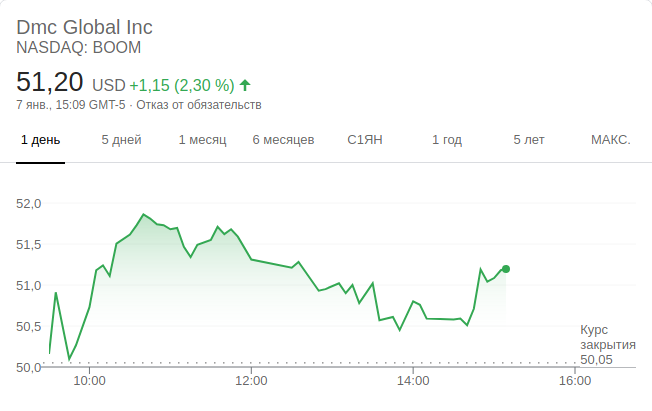 Dmc Global Inc
NASDAQ: BOOM
51,20 USD +1,15 (2,30 %)
7 янв., 15:09 GMT-5 · Отказ от обязательств
1 день 5 дней 1 месяц 6 месяцев С1ЯН 1 год 5 лет МАКС.
52,0
51,5
51,0
50,5
50,0
Курс
закрытия
50,05
10:00 12:00 14:00 16:00